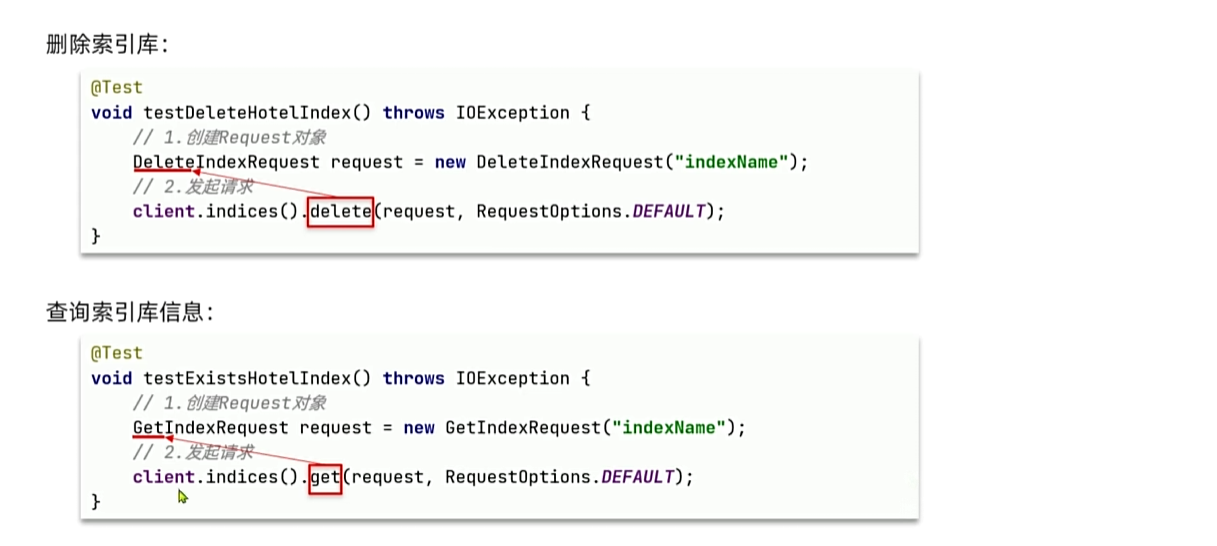 删除索引库：
@Test
void testDeleteHotelIndex() throws IOException {
// 1.创建Request对象
DeleteIndexRequest request = new DeleteIndexRequest("indexName");
// 2.发起请求
client.indices().delete(request, RequestOptions.DEFAULT);
}
查询索引库信息：
@Test
void testExistsHotelIndex() throws IOException {
// 1.创建Request对象
GetIndexRequest request = new GetIndexRequest("indexName");
// 2.发起请求
client.indices().get(request, RequestOptions.DEFAULT);
}